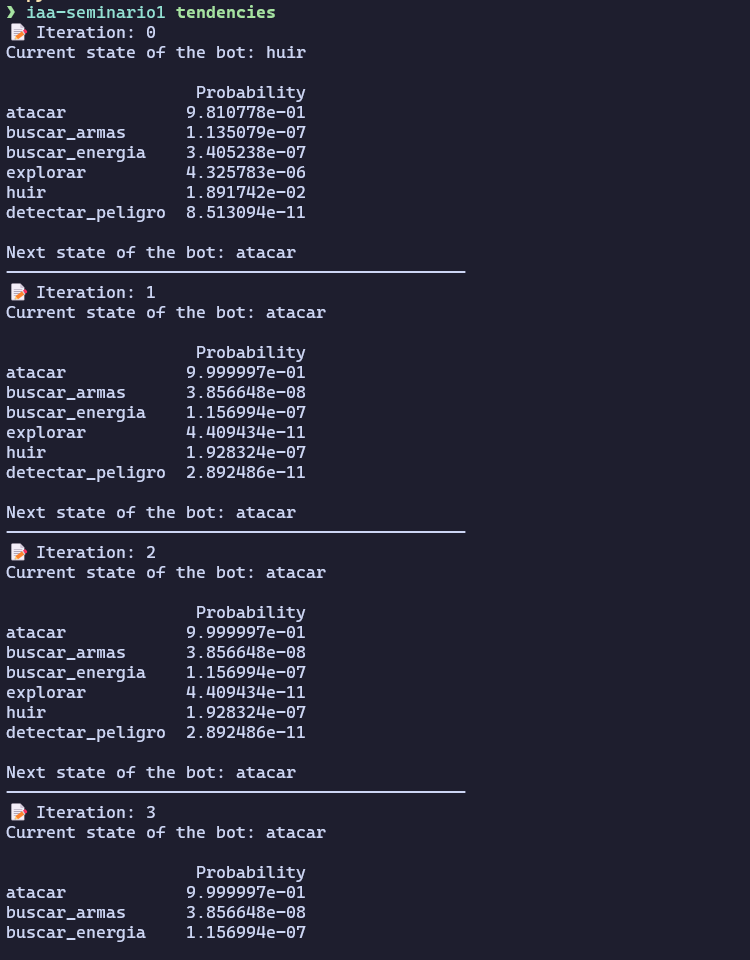 ❯ iaa-seminario1 tendencies
📝 Iteration: 0
Current state of the bot: huir
Probability
atacar 9.810778e-01
buscar_armas 1.135079e-07
buscar_energia 3.405238e-07
explorar 4.325783e-06
huir 1.891742e-02
detectar_peligro 8.513094e-11
Next state of the bot: atacar
📝 Iteration: 1
Current state of the bot: atacar
Probability
atacar 9.999997e-01
buscar_armas 3.856648e-08
buscar_energia 1.156994e-07
explorar 4.409434e-11
huir 1.928324e-07
detectar_peligro 2.892486e-11
Next state of the bot: atacar
📝 Iteration: 2
Current state of the bot: atacar
Probability
atacar 9.999997e-01
buscar_armas 3.856648e-08
buscar_energia 1.156994e-07
explorar 4.409434e-11
huir 1.928324e-07
detectar_peligro 2.892486e-11
Next state of the bot: atacar
📝 Iteration: 3
Current state of the bot: atacar
Probability
atacar 9.999997e-01
buscar_armas 3.856648e-08
buscar_energia 1.156994e-07